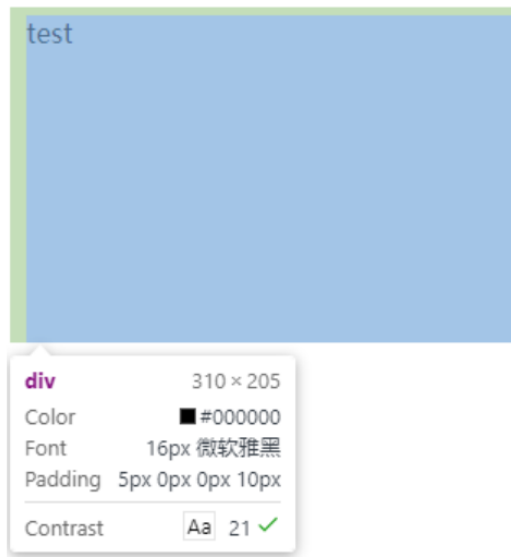 test
div 310 × 205
Color #000000
Font 16px 微软雅黑
Padding 5px 0px 0px 10px
Contrast Aa 21